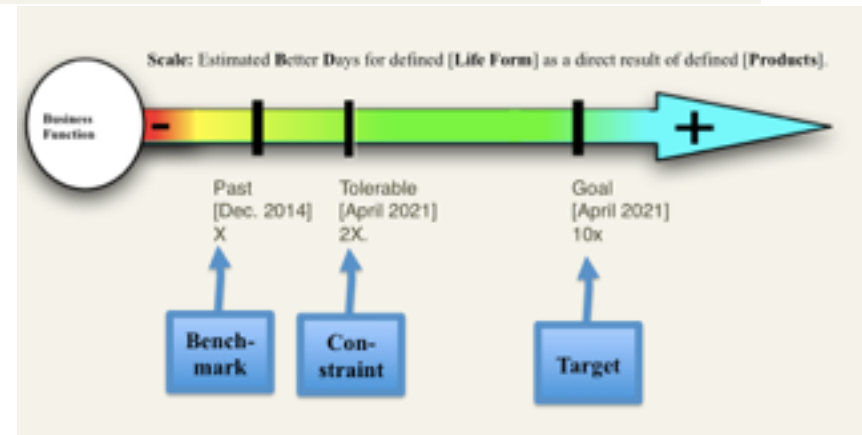 Scale: Estimated Better Days for defined [Life Form] as a direct result of defined [Products].
Business
Function
-
+
Past
[Dec. 2014]
X
Tolerable
[April 2021]
2X.
Goal
[April 2021]
10x
Bench-
mark
Con-
straint
Target